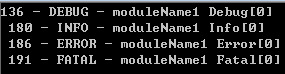 136 - DEBUG - moduleName1 Debug[0]
180 - INFO - moduleName1 Info[0]
186 - ERROR - moduleName1 Error[0]
191 - FATAL - moduleName1 Fatal[0]